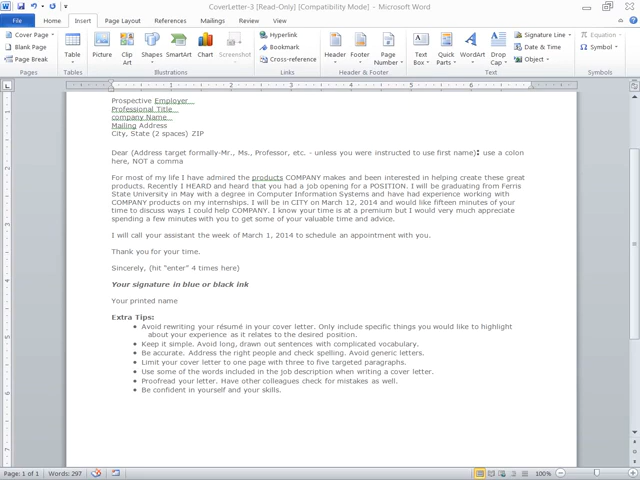 CoverLetter-3 [Read-Only] [Compatibility Mode] - Microsoft Word
File Home Insert Page Layout References Mailings Review View
Cover Page
Blank Page
Page Break
Pages
Table
Tables
Picture
Clip Art
Shapes
SmartArt
Chart
Screenshot
Illustrations
Hyperlink
Bookmark
Cross-reference
Links
Header
Footer
Page Number
Header & Footer
Text Box
Quick Parts
WordArt
Drop Cap
Signature Line
Date & Time
Object
Text
Equation
Symbol
Symbols
Prospective Employer
Professional Title
company Name
Mailing Address
City, State (2 spaces) ZIP
Dear (Address target formally-Mr., Ms., Professor, etc. - unless you were instructed to use first name): use a colon
here, NOT a comma
For most of my life I have admired the products COMPANY makes and been interested in helping create these great
products. Recently I HEARD and heard that you had a job opening for a POSITION. I will be graduating from Ferris
State University in May with a degree in Computer Information Systems and have had experience working with
COMPANY products on my internships. I will be in CITY on March 12, 2014 and would like fifteen minutes of your
time to discuss ways I could help COMPANY. I know your time is at a premium but I would very much appreciate
spending a few minutes with you to get some of your valuable time and advice.
I will call your assistant the week of March 1, 2014 to schedule an appointment with you.
Thank you for your time.
Sincerely, (hit "enter" 4 times here)
Your signature in blue or black ink
Your printed name
Extra Tips:
• Avoid rewriting your résumé in your cover letter. Only include specific things you would like to highlight
about your experience as it relates to the desired position.
• Keep it simple. Avoid long, drawn out sentences with complicated vocabulary.
• Be accurate. Address the right people and check spelling. Avoid generic letters.
• Limit your cover letter to one page with three to five targeted paragraphs.
• Use some of the words included in the job description when writing a cover letter.
• Proofread your letter. Have other colleagues check for mistakes as well.
• Be confident in yourself and your skills.
Page: 1 of 1 Words: 297 100%